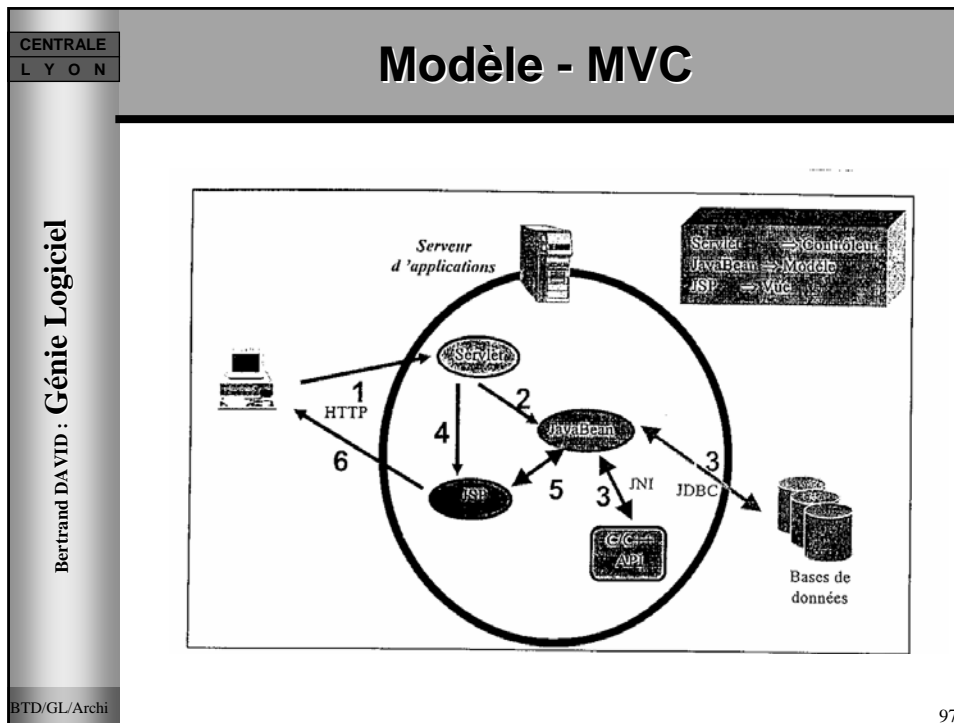 CENTRALE
L Y O N
Modèle - MVC
Bertrand DAVID : Génie Logiciel
Serveur
d 'applications
Servlet → Contrôleur
JavaBean → Modèle
JSP → Vue
Servlet
1
HTTP
2
JavaBean
4
3
6
JSP
5
3
JNI
JDBC
C/C++
API
Bases de
données
BTD/GL/Archi
97